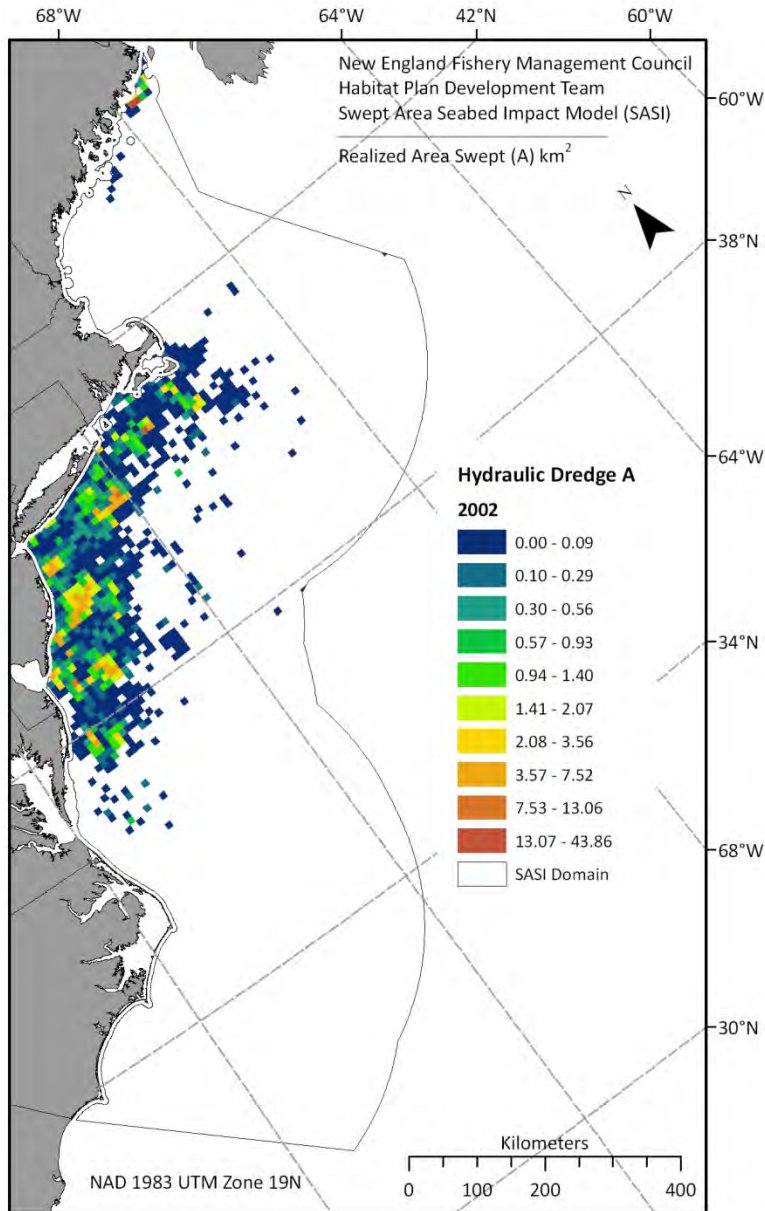 68°W
64°W
42°N
60°W
New England Fishery Management Council
Habitat Plan Development Team
Swept Area Seabed Impact Model (SASI)
Realized Area Swept (A) km²
60°W
N
38°N
64°W
Hydraulic Dredge A
2002
0.00 - 0.09
0.10 - 0.29
0.30 - 0.56
0.57 - 0.93
0.94 - 1.40
1.41 - 2.07
2.08 - 3.56
3.57 - 7.52
7.53 - 13.06
13.07 - 43.86
SASI Domain
34°N
68°W
30°N
Kilometers
0 100 200 400
NAD 1983 UTM Zone 19N